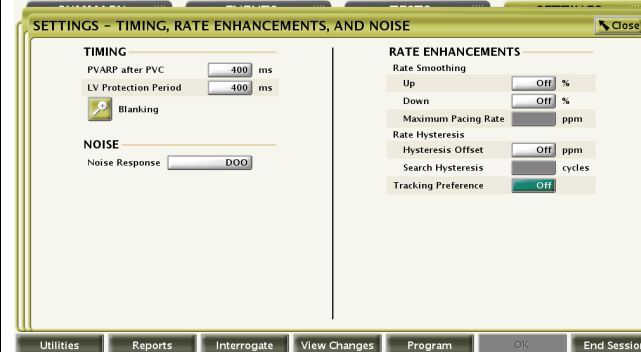 SETTINGS - TIMING, RATE ENHANCEMENTS, AND NOISE
Close
TIMING
PVARP after PVC 400 ms
LV Protection Period 400 ms
Blanking
NOISE
Noise Response DOO
RATE ENHANCEMENTS
Rate Smoothing
Up Off %
Down Off %
Maximum Pacing Rate ppm
Rate Hysteresis
Hysteresis Offset Off ppm
Search Hysteresis cycles
Tracking Preference Off
Utilities Reports Interrogate View Changes Program OK End Sessio